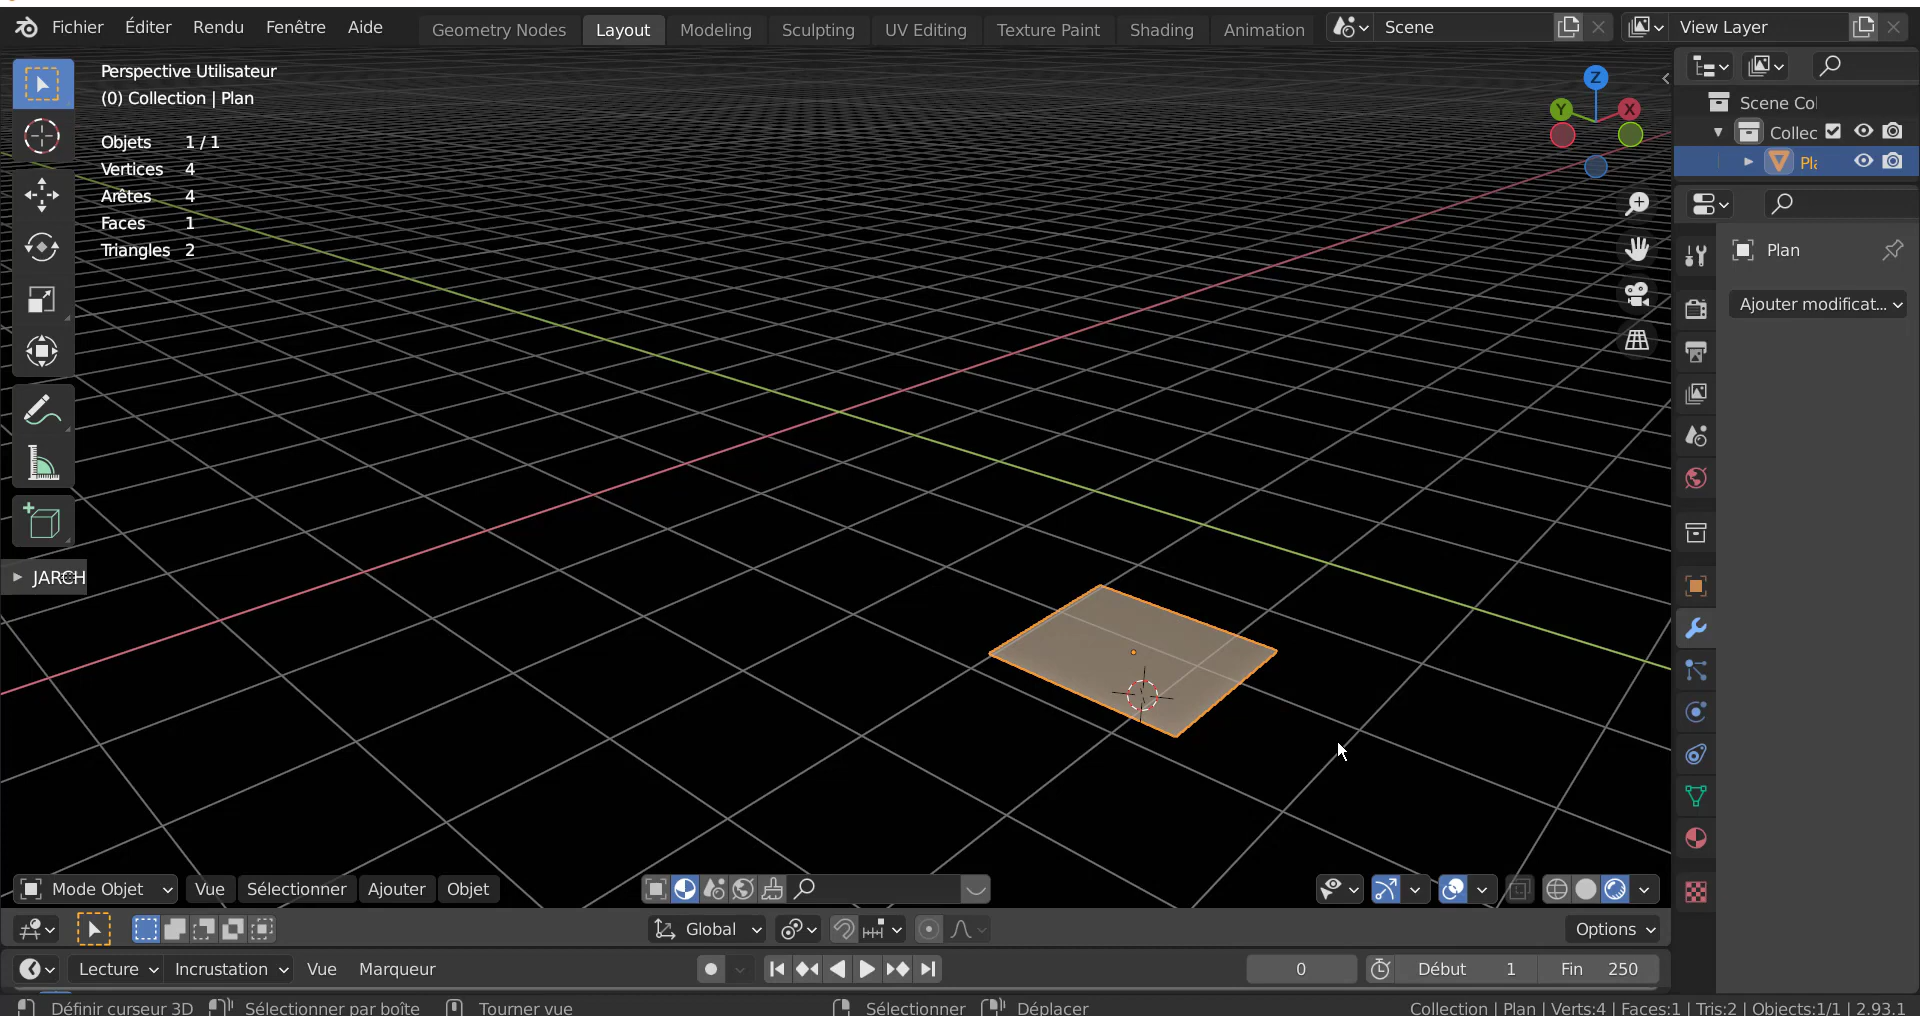 Fichier Éditer Rendu Fenêtre Aide Geometry Nodes Layout Modeling Sculpting UV Editing Texture Paint Shading Animation Scene View Layer
Perspective Utilisateur
(0) Collection | Plan
Objets 1 / 1
Vertices 4
Arêtes 4
Faces 1
Triangles 2
Z
Y X
Scene Co
Collec
Pla
Plan
Ajouter modificat...
JARCH
Mode Objet Vue Sélectionner Ajouter Objet
Global Options
Lecture Incrustation Vue Marqueur 0 Début 1 Fin 250
Définir curseur 3D Sélectionner par boîte Tourner vue Sélectionner Déplacer Collection | Plan | Verts:4 | Faces:1 | Tris:2 | Objects:1/1 | 2.93.1